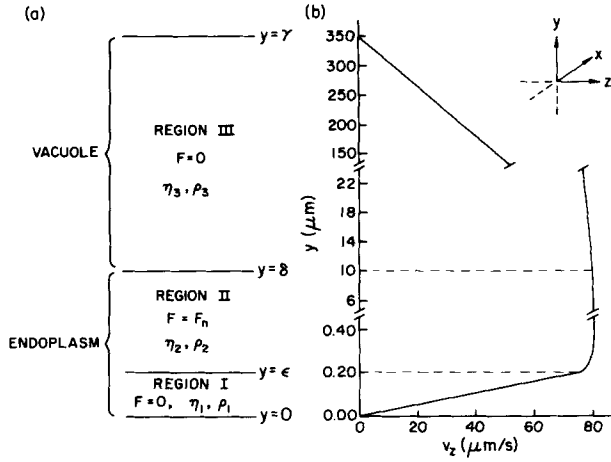 (a)
y=γ
REGION III
F=0
η3, ρ3
VACUOLE
y=δ
REGION II
F=Fn
η2, ρ2
ENDOPLASM
y=ε
REGION I
F=0, η1, ρ1
y=0
(b)
y
x
z
350
300
250
200
150
22
18
14
10
6
0.40
0.20
0.00
y (μm)
0 20 40 60 80
vz (μm/s)